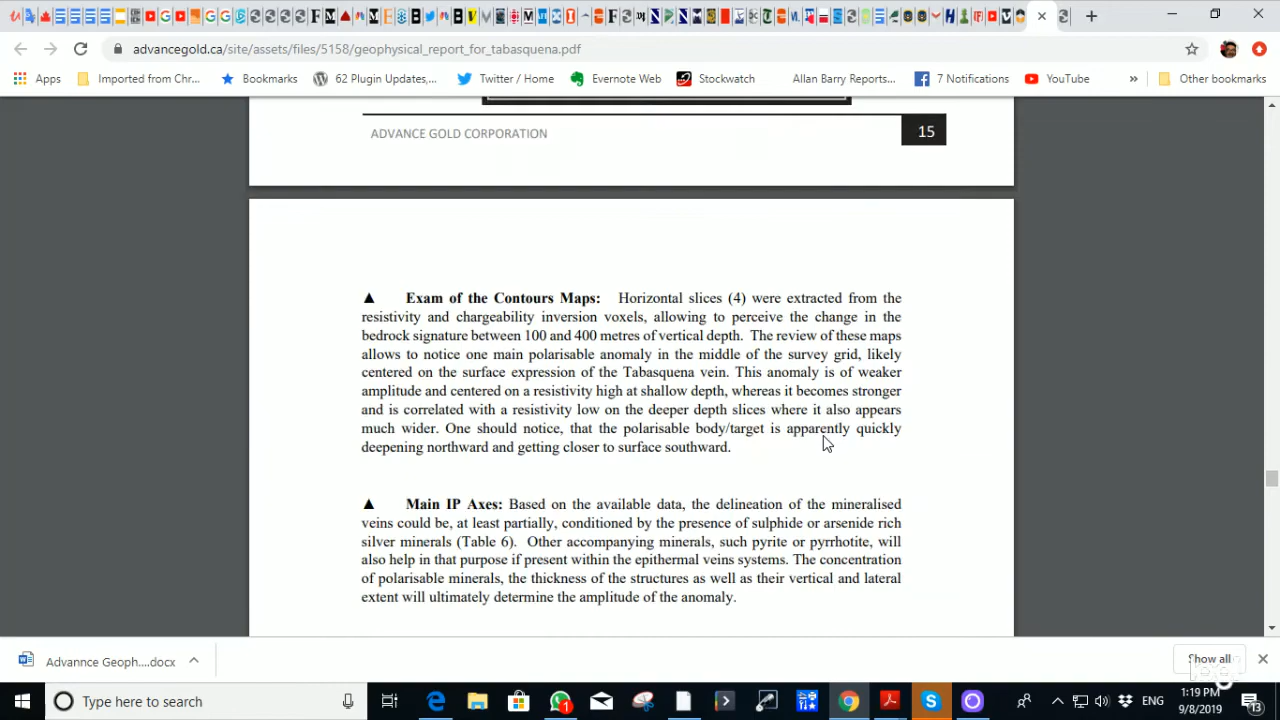 advancegold.ca/site/assets/files/5158/geophysical_report_for_tabasquena.pdf
Apps
Imported from Chr...
Bookmarks
62 Plugin Updates,...
Twitter / Home
Evernote Web
Stockwatch
Allan Barry Reports...
7 Notifications
YouTube
»
Other bookmarks
ADVANCE GOLD CORPORATION
15
▲ Exam of the Contours Maps: Horizontal slices (4) were extracted from the
resistivity and chargeability inversion voxels, allowing to perceive the change in the
bedrock signature between 100 and 400 metres of vertical depth. The review of these maps
allows to notice one main polarisable anomaly in the middle of the survey grid, likely
centered on the surface expression of the Tabasquena vein. This anomaly is of weaker
amplitude and centered on a resistivity high at shallow depth, whereas it becomes stronger
and is correlated with a resistivity low on the deeper depth slices where it also appears
much wider. One should notice, that the polarisable body/target is apparently quickly
deepening northward and getting closer to surface southward.
▲ Main IP Axes: Based on the available data, the delineation of the mineralised
veins could be, at least partially, conditioned by the presence of sulphide or arsenide rich
silver minerals (Table 6). Other accompanying minerals, such pyrite or pyrrhotite, will
also help in that purpose if present within the epithermal veins systems. The concentration
of polarisable minerals, the thickness of the structures as well as their vertical and lateral
extent will ultimately determine the amplitude of the anomaly.
Advannce Geoph....docx
Show all
Type here to search
1
ENG
1:19 PM
9/8/2019
13